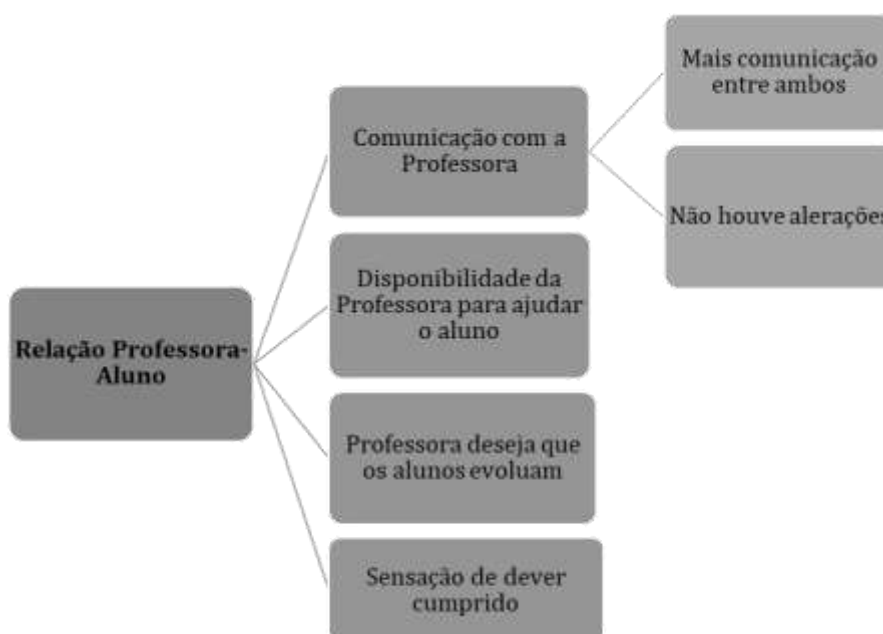 Relação Professora-
Aluno
Comunicação com a
Professora
Mais comunicação
entre ambos
Não houve alerações
Disponibilidade da
Professora para ajudar
o aluno
Professora deseja que
os alunos evoluam
Sensação de dever
cumprido